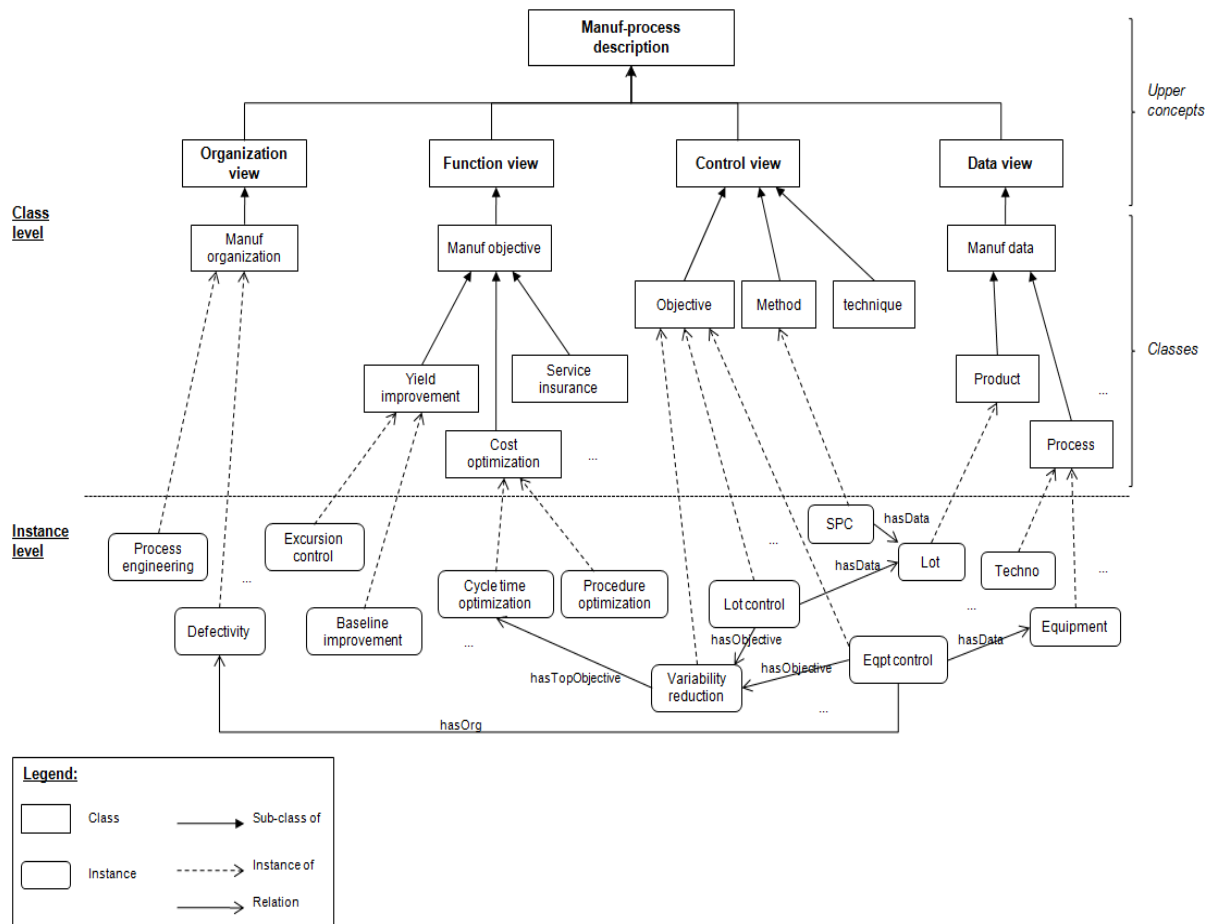 Manuf-process
description
Upper
concepts
Organization
view
Function view
Control view
Data view
Class
level
Manuf
organization
Manuf objective
Manuf data
Objective
Method
technique
Classes
Yield
improvement
Service
insurance
Product
...
Cost
optimization
...
Process
Instance
level
Process
engineering
Excursion
control
SPC
hasData
Lot
Techno
...
...
...
Cycle time
optimization
Procedure
optimization
Lot control
hasData
...
...
Defectivity
Baseline
improvement
...
hasObjective
Eqpt control
hasData
Equipment
hasTopObjective
Variability
reduction
hasObjective
...
hasOrg
Legend:
Class
Sub-class of
Instance
Instance of
Relation